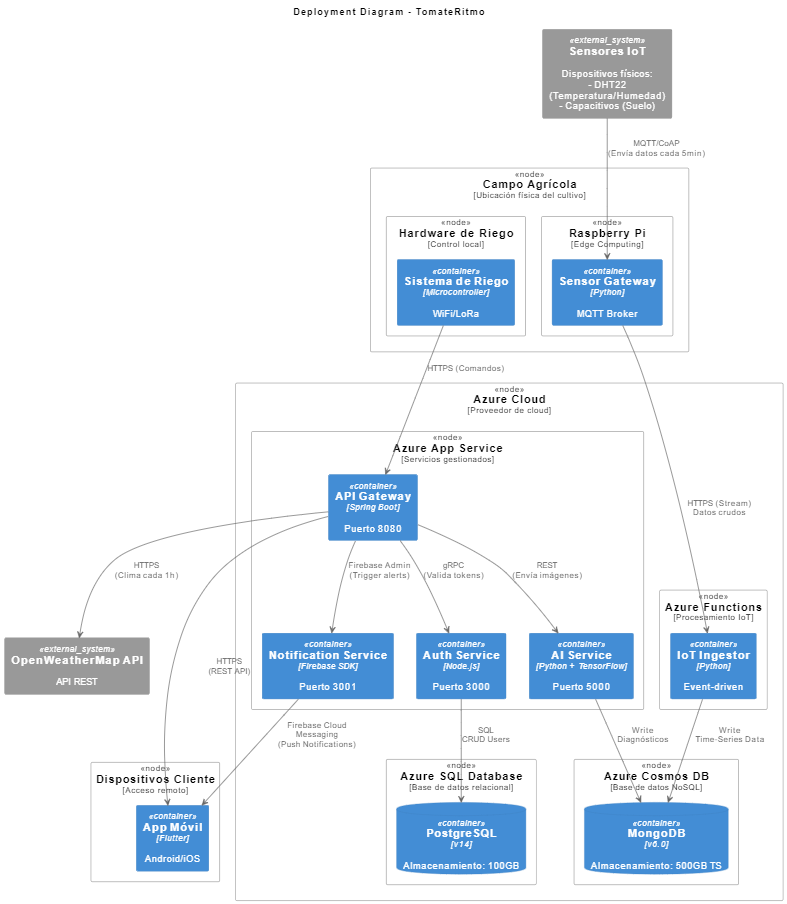 Deployment Diagram - TomateRitmo
«external_system»
Sensores IoT
Dispositivos físicos:
- DHT22
(Temperatura/Humedad)
- Capacitivos (Suelo)
MQTT/CoAP
(Envía datos cada 5min)
«node»
Campo Agrícola
[Ubicación física del cultivo]
«node»
Hardware de Riego
[Control local]
«container»
Sistema de Riego
[Microcontroller]
WiFi/LoRa
«node»
Raspberry Pi
[Edge Computing]
«container»
Sensor Gateway
[Python]
MQTT Broker
HTTPS (Comandos)
«node»
Azure Cloud
[Proveedor de cloud]
«node»
Azure App Service
[Servicios gestionados]
«container»
API Gateway
[Spring Boot]
Puerto 8080
HTTPS (Stream)
Datos crudos
HTTPS
(Clima cada 1h)
Firebase Admin
(Trigger alerts)
gRPC
(Valida tokens)
REST
(Envía imágenes)
«node»
Azure Functions
[Procesamiento IoT]
«container»
IoT Ingestor
[Python]
Event-driven
«external_system»
OpenWeatherMap API
API REST
HTTPS
(REST API)
«container»
Notification Service
[Firebase SDK]
Puerto 3001
«container»
Auth Service
[Node.js]
Puerto 3000
«container»
AI Service
[Python + TensorFlow]
Puerto 5000
Firebase Cloud
Messaging
(Push Notifications)
SQL
CRUD Users
Write
Diagnósticos
Write
Time-Series Data
«node»
Dispositivos Cliente
[Acceso remoto]
«container»
App Móvil
[Flutter]
Android/iOS
«node»
Azure SQL Database
[Base de datos relacional]
«container»
PostgreSQL
[v14]
Almacenamiento: 100GB
«node»
Azure Cosmos DB
[Base de datos NoSQL]
«container»
MongoDB
[v6.0]
Almacenamiento: 500GB TS